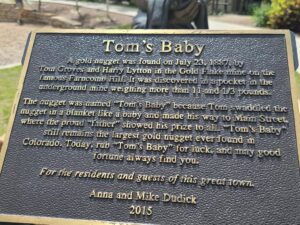 Tom's Baby
A gold nugget was found on July 23, 1887, by
Tom Groves and Harry Lytton in the Gold Flake mine on the
famous Farncomb Hill. It was discovered in a pocket in the
underground mine weighing more than 11 and 1/3 pounds.
The nugget was named "Tom's Baby" because Tom swaddled the
nugget in a blanket like a baby and made his way to Main Street,
where the proud "father" showed his prize to all. "Tom's Baby"
still remains the largest gold nugget ever found in
Colorado. Today, rub "Tom's Baby" for luck, and may good
fortune always find you.
For the residents and guests of this great town.
Anna and Mike Dudick
2015